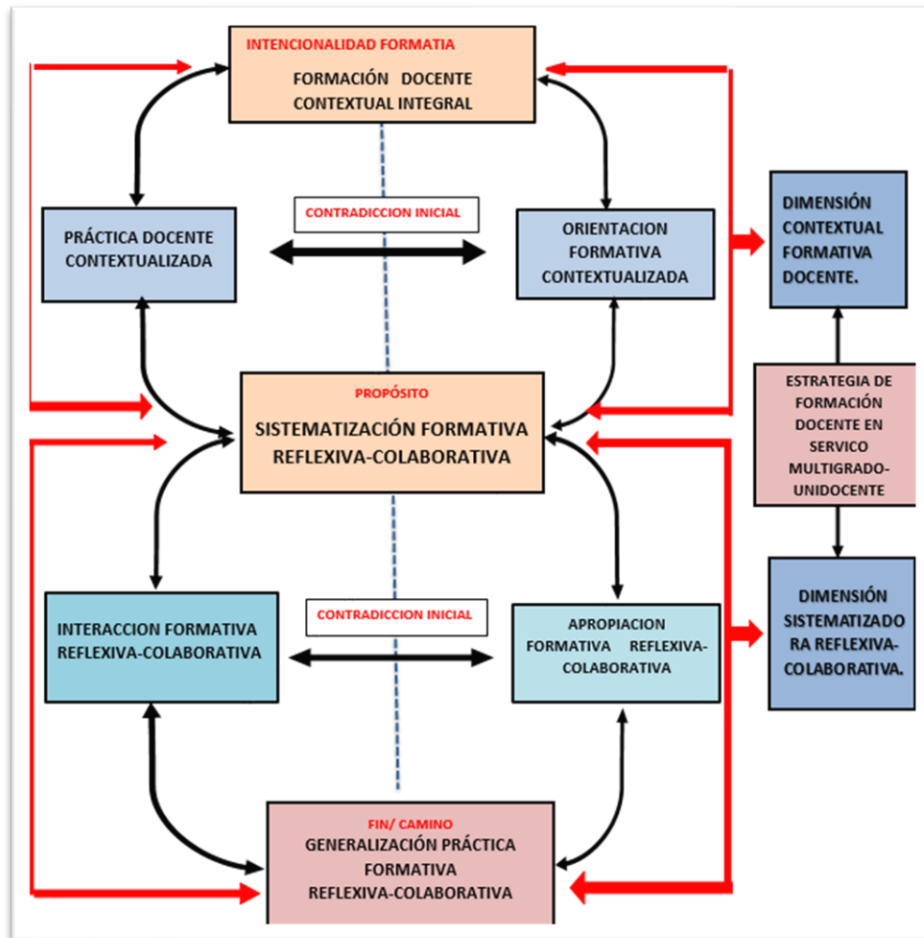 INTENCIONALIDAD FORMATIA
FORMACIÓN DOCENTE
CONTEXTUAL INTEGRAL
CONTRADICCION INICIAL
PRÁCTICA DOCENTE
CONTEXTUALIZADA
ORIENTACION
FORMATIVA
CONTEXTUALIZADA
DIMENSIÓN
CONTEXTUAL
FORMATIVA
DOCENTE.
PROPÓSITO
SISTEMATIZACIÓN FORMATIVA
REFLEXIVA-COLABORATIVA
ESTRATEGIA DE
FORMACIÓN
DOCENTE EN
SERVICO
MULTIGRADO-
UNIDOCENTE
INTERACCION FORMATIVA
REFLEXIVA-COLABORATIVA
CONTRADICCION INICIAL
APROPIACION
FORMATIVA REFLEXIVA-
COLABORATIVA
DIMENSIÓN
SISTEMATIZADO
RA REFLEXIVA-
COLABORATIVA.
FIN/ CAMINO
GENERALIZACIÓN PRÁCTICA
FORMATIVA
REFLEXIVA-COLABORATIVA